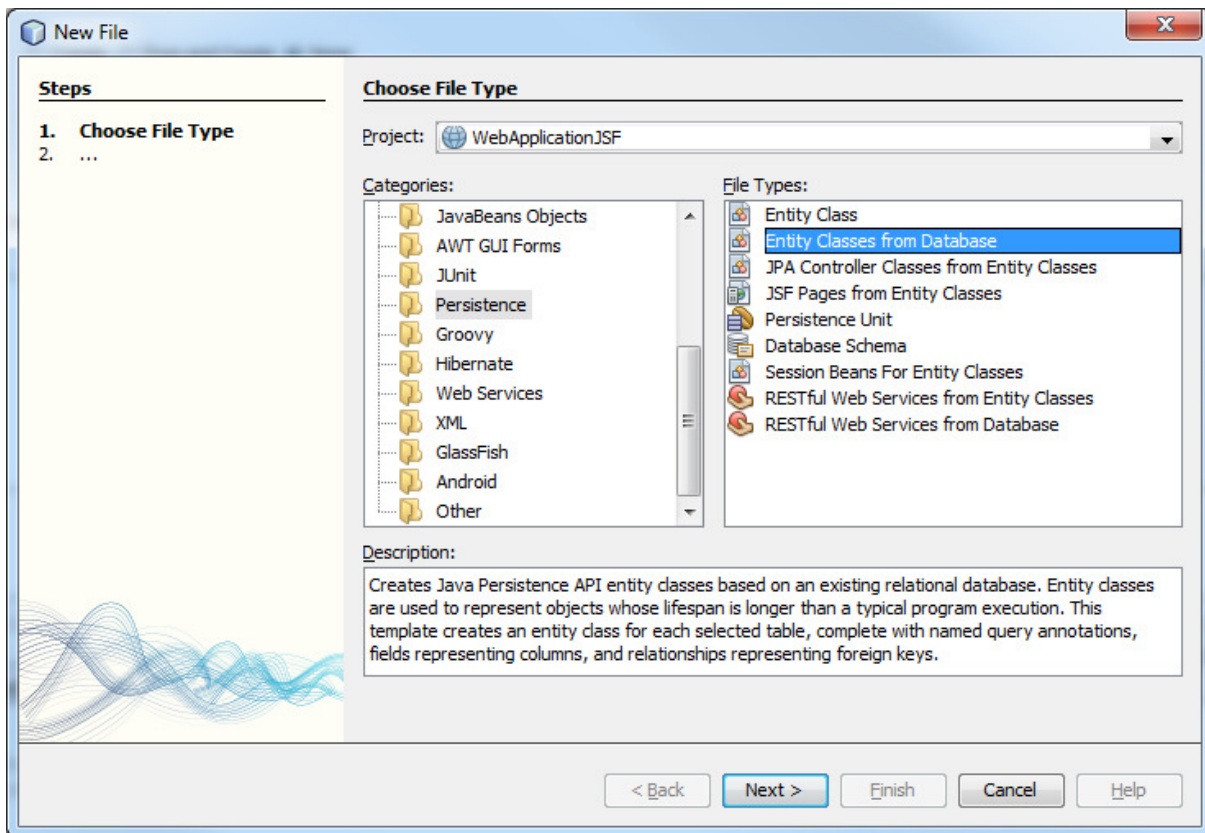 New File
Steps
1. Choose File Type
2. ...
Choose File Type
Project: WebApplicationJSF
Categories:
JavaBeans Objects
AWT GUI Forms
JUnit
Persistence
Groovy
Hibernate
Web Services
XML
GlassFish
Android
Other
File Types:
Entity Class
Entity Classes from Database
JPA Controller Classes from Entity Classes
JSF Pages from Entity Classes
Persistence Unit
Database Schema
Session Beans For Entity Classes
RESTful Web Services from Entity Classes
RESTful Web Services from Database
Description:
Creates Java Persistence API entity classes based on an existing relational database. Entity classes
are used to represent objects whose lifespan is longer than a typical program execution. This
template creates an entity class for each selected table, complete with named query annotations,
fields representing columns, and relationships representing foreign keys.
< Back Next > Finish Cancel Help